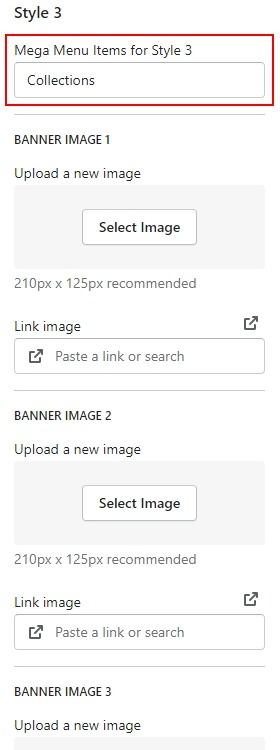 Style 3
Mega Menu Items for Style 3
Collections
BANNER IMAGE 1
Upload a new image
Select Image
210px x 125px recommended
Link image
Paste a link or search
BANNER IMAGE 2
Upload a new image
Select Image
210px x 125px recommended
Link image
Paste a link or search
BANNER IMAGE 3
Upload a new image